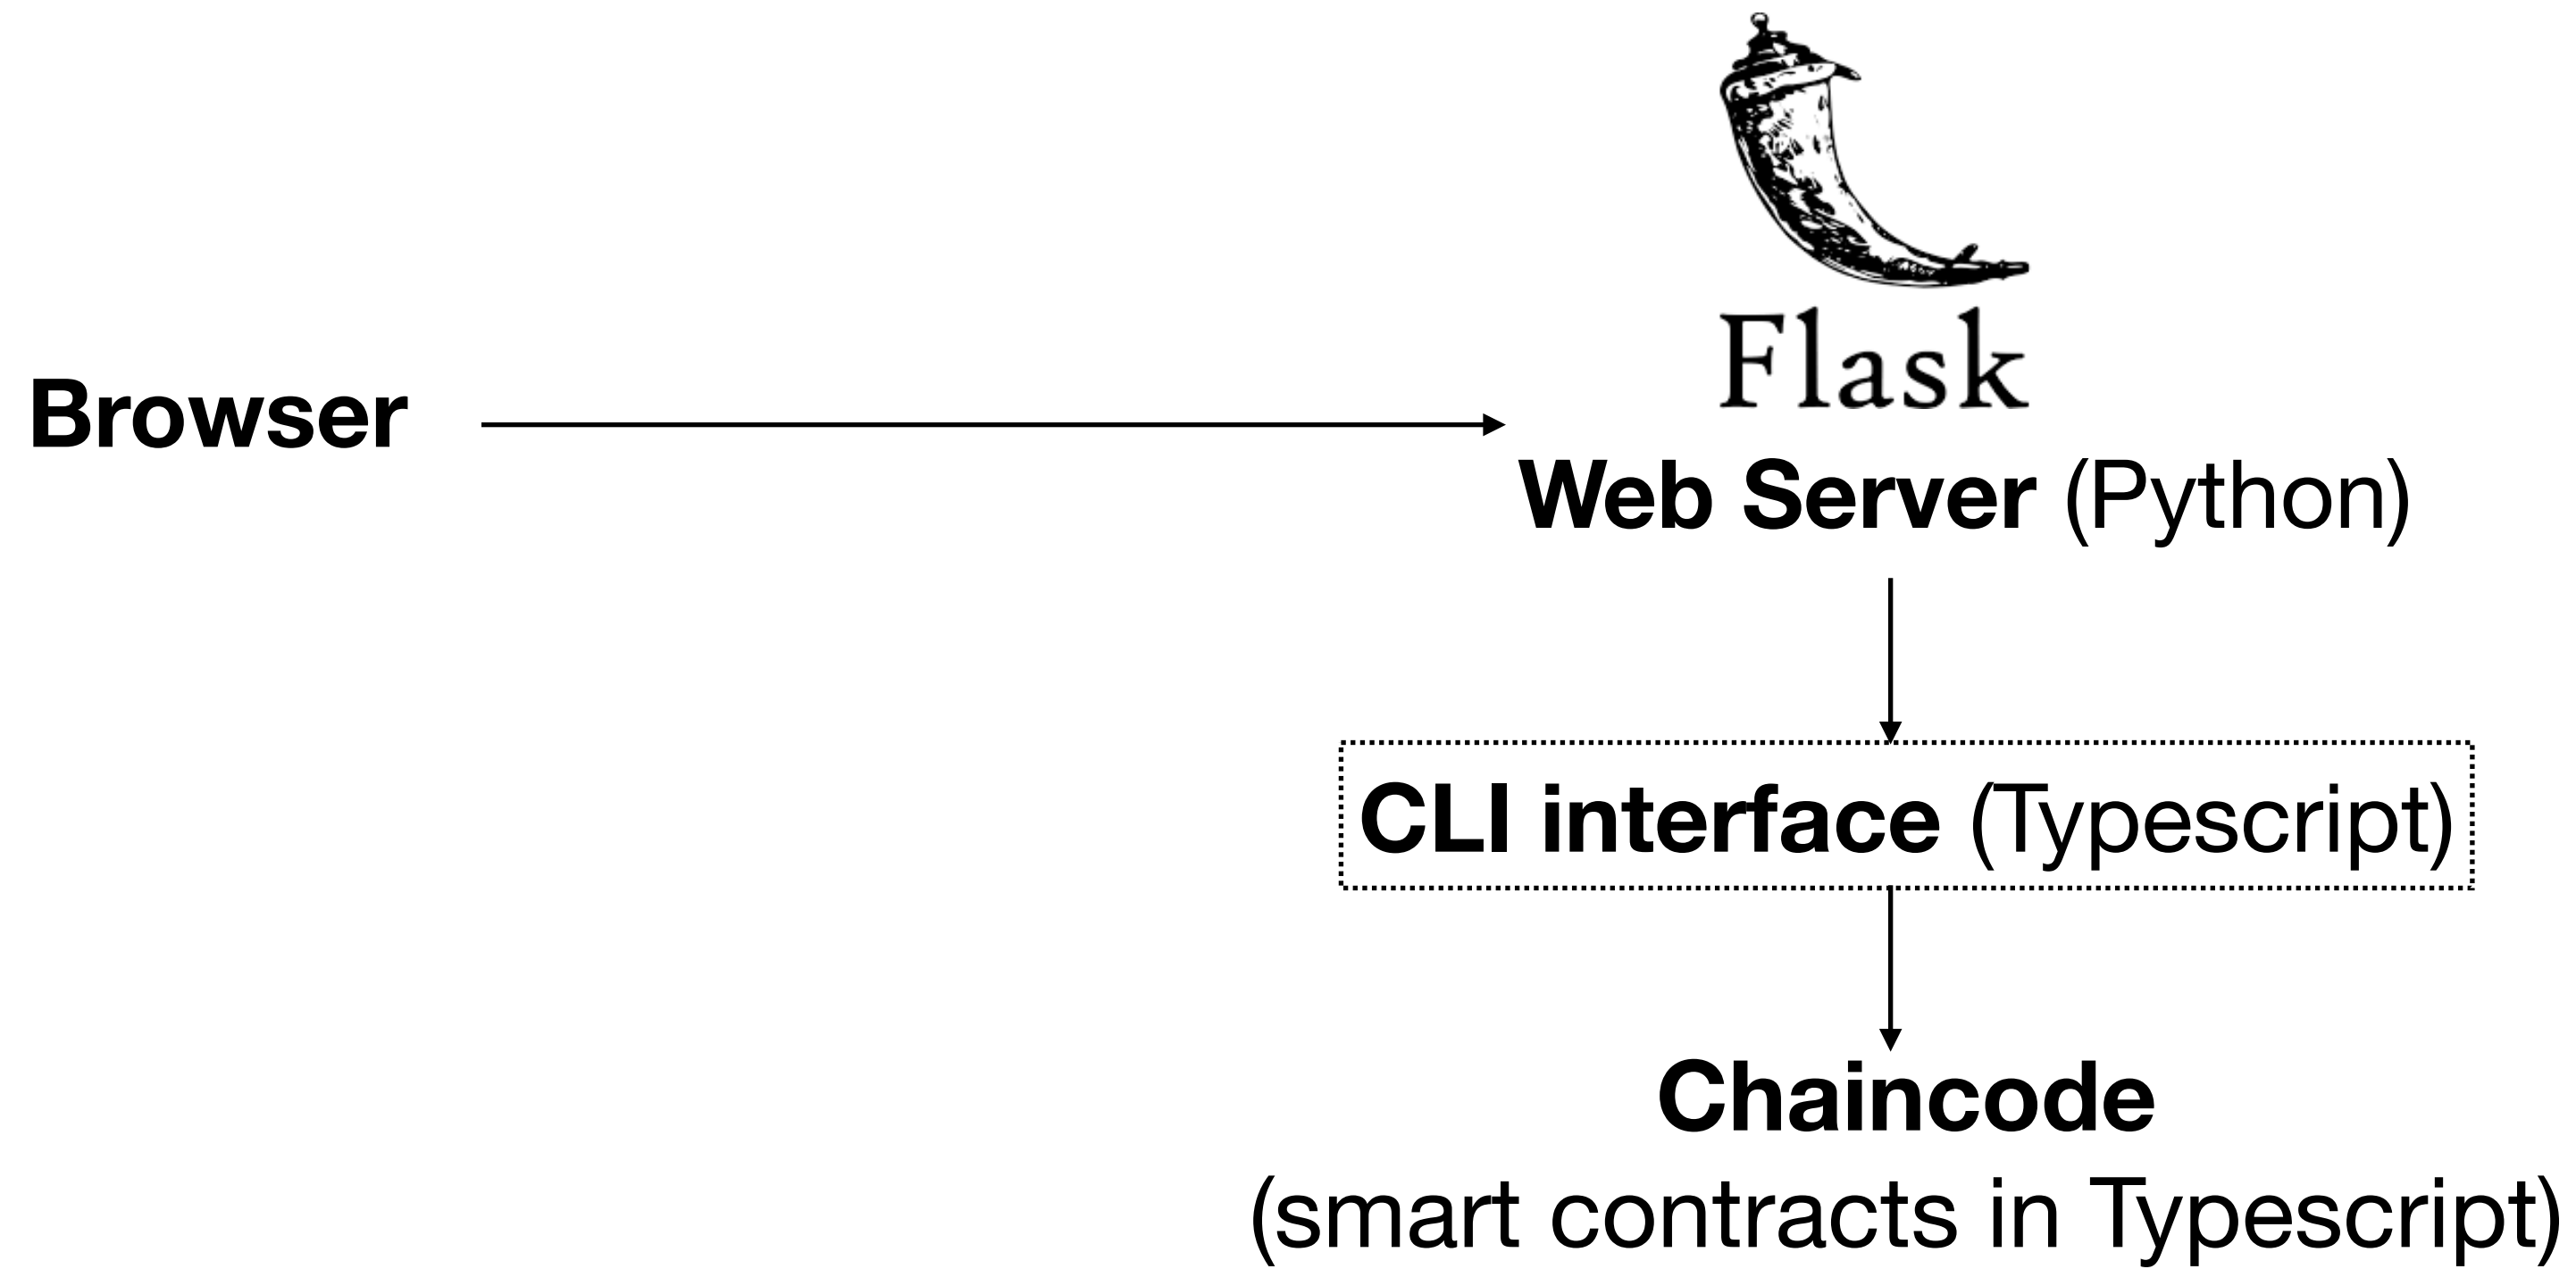 Flask
Browser
Web Server (Python)
CLI interface (Typescript)
Chaincode
(smart contracts in Typescript)